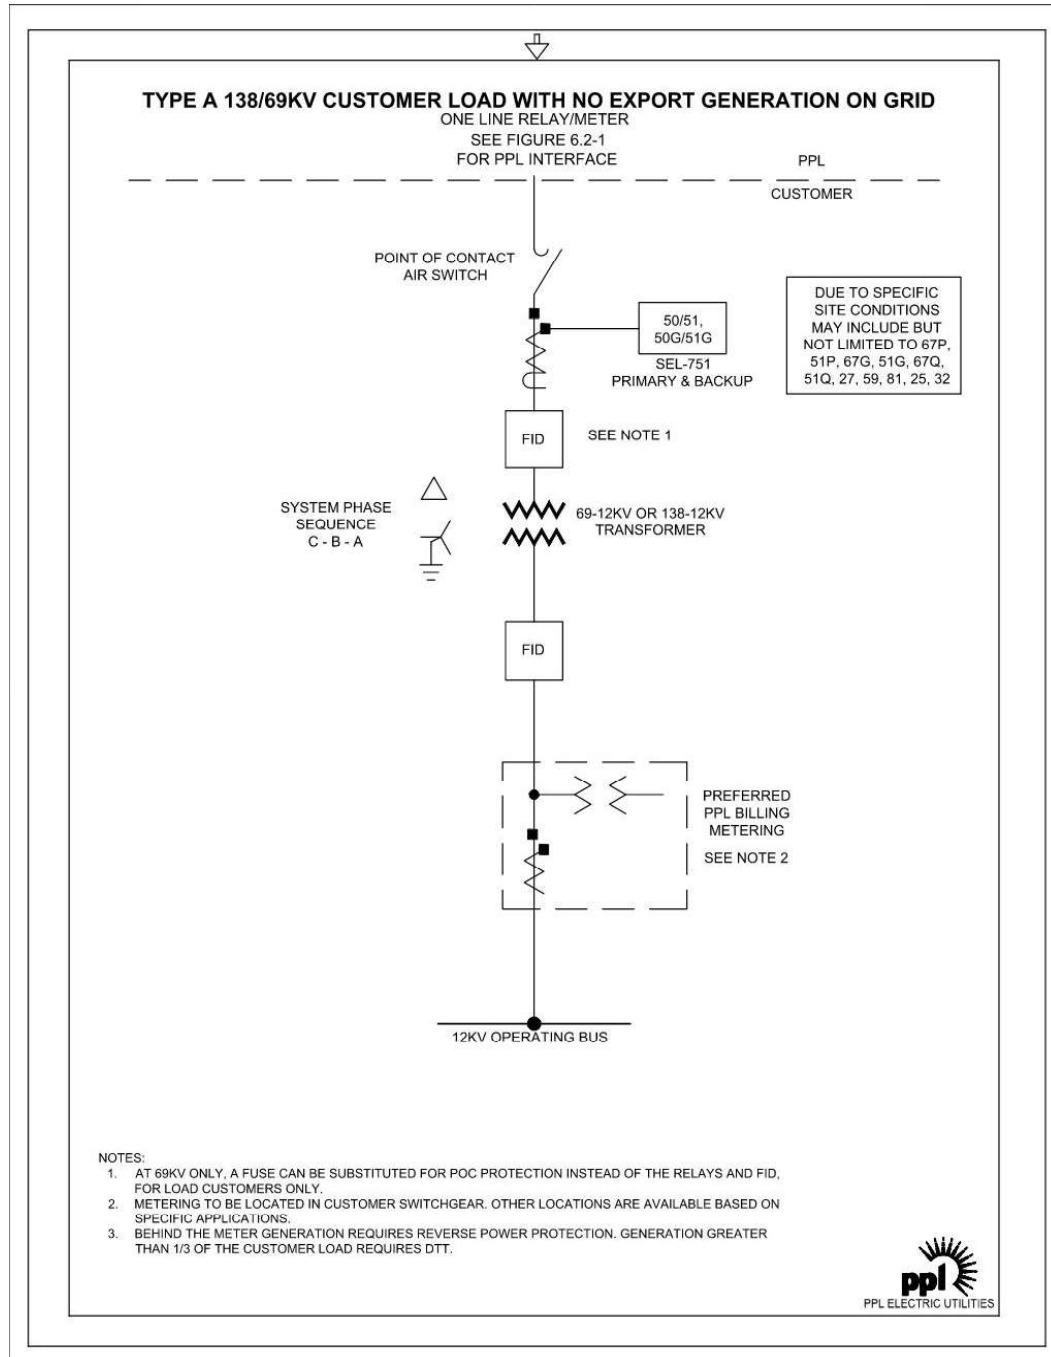 TYPE A 138/69KV CUSTOMER LOAD WITH NO EXPORT GENERATION ON GRID
ONE LINE RELAY/METER
SEE FIGURE 6.2-1
FOR PPL INTERFACE
PPL
CUSTOMER
POINT OF CONTACT
AIR SWITCH
50/51,
50G/51G
SEL-751
PRIMARY & BACKUP
DUE TO SPECIFIC
SITE CONDITIONS
MAY INCLUDE BUT
NOT LIMITED TO 67P,
51P, 67G, 51G, 67Q,
51Q, 27, 59, 81, 25, 32
FID
SEE NOTE 1
SYSTEM PHASE
SEQUENCE
C - B - A
69-12KV OR 138-12KV
TRANSFORMER
FID
PREFERRED
PPL BILLING
METERING
SEE NOTE 2
12KV OPERATING BUS
NOTES:
1. AT 69KV ONLY, A FUSE CAN BE SUBSTITUTED FOR POC PROTECTION INSTEAD OF THE RELAYS AND FID,
FOR LOAD CUSTOMERS ONLY.
2. METERING TO BE LOCATED IN CUSTOMER SWITCHGEAR. OTHER LOCATIONS ARE AVAILABLE BASED ON
SPECIFIC APPLICATIONS.
3. BEHIND THE METER GENERATION REQUIRES REVERSE POWER PROTECTION. GENERATION GREATER
THAN 1/3 OF THE CUSTOMER LOAD REQUIRES DTT.
ppl
PPL ELECTRIC UTILITIES